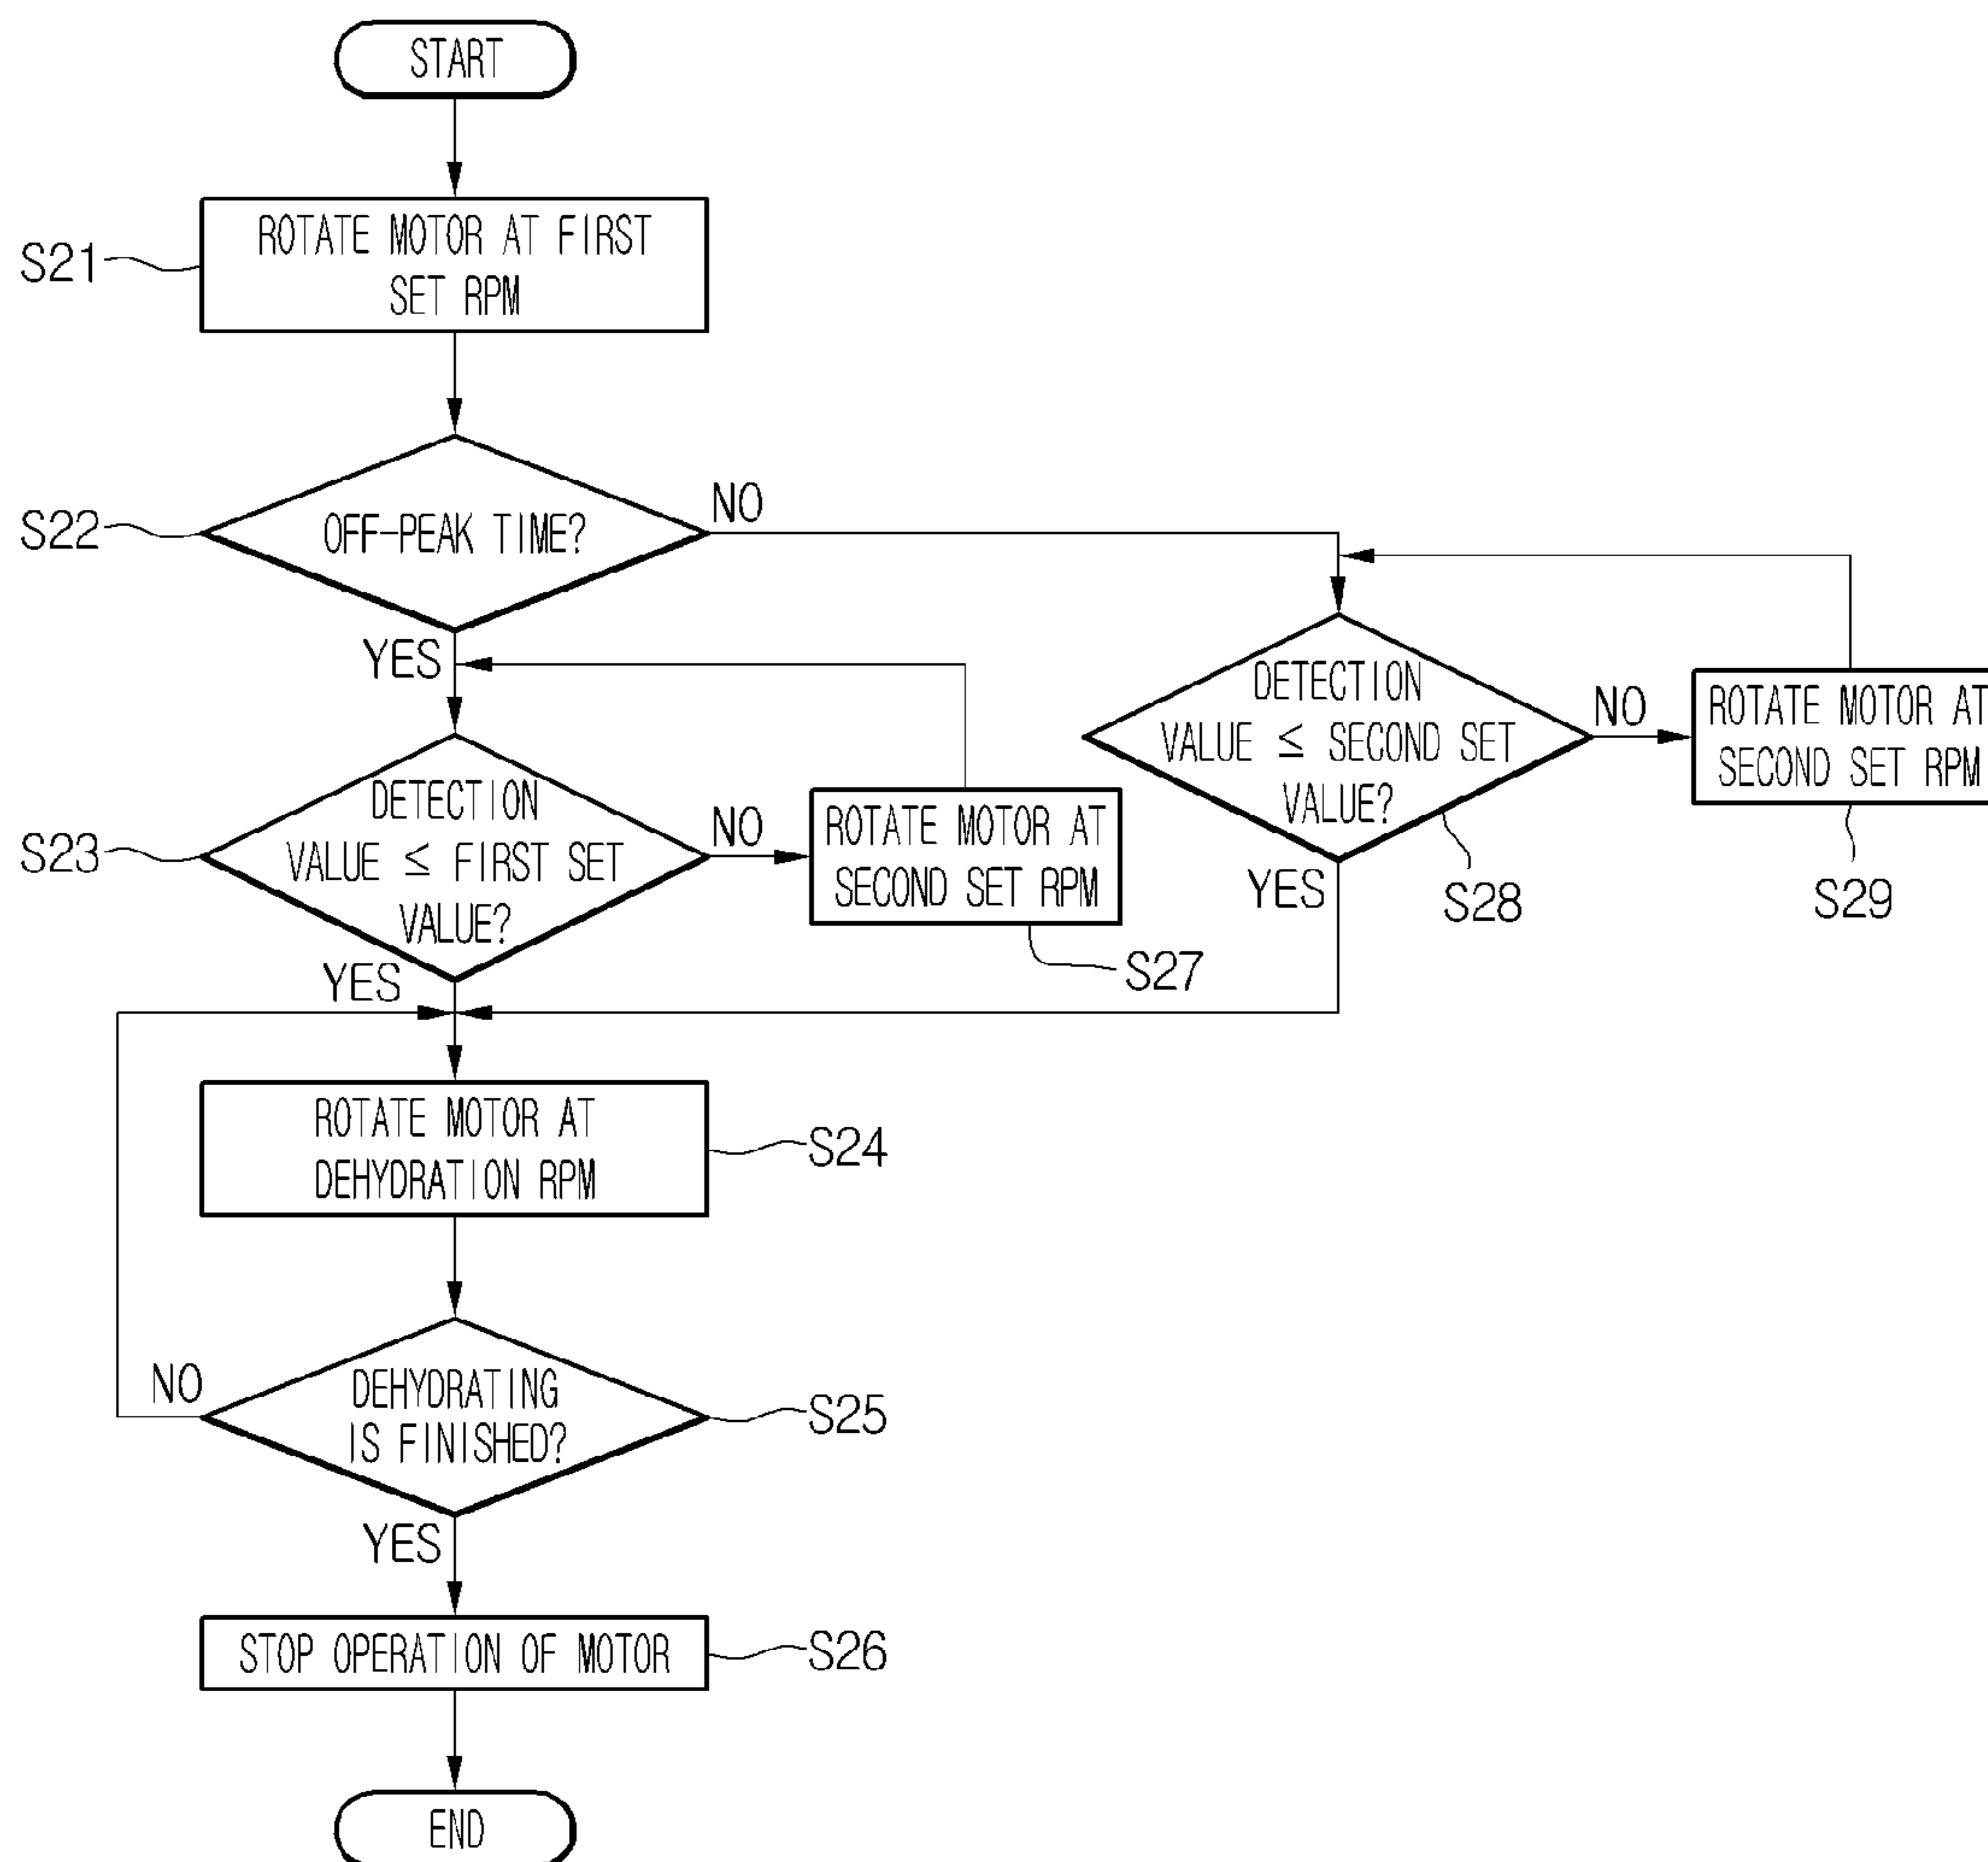 START
S21
ROTATE MOTOR AT FIRST
SET RPM
S22
OFF-PEAK TIME?
NO
YES
S23
DETECTION
VALUE ≤ FIRST SET
VALUE?
NO
YES
ROTATE MOTOR AT
SECOND SET RPM
S27
DETECTION
VALUE ≤ SECOND SET
VALUE?
NO
YES
S28
ROTATE MOTOR AT
SECOND SET RPM
S29
ROTATE MOTOR AT
DEHYDRATION RPM
S24
NO
DEHYDRATING
IS FINISHED?
S25
YES
STOP OPERATION OF MOTOR
S26
END